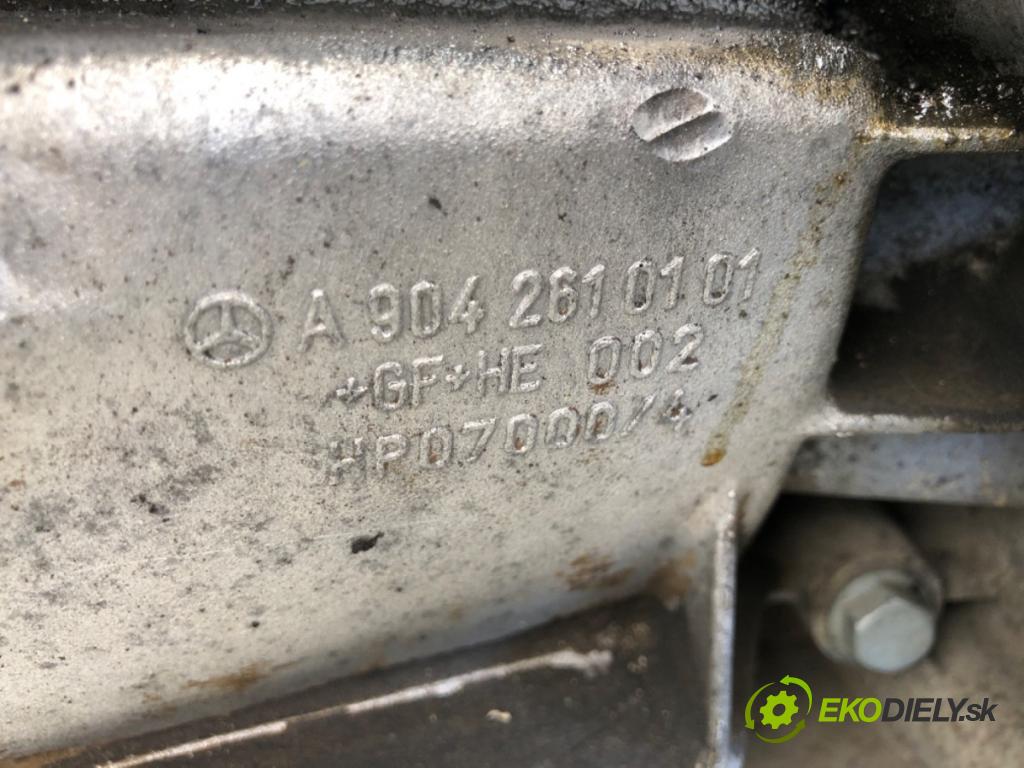 A 904 261 01 01
+GF+HE 002
HP07000/4
EKODIELY.sk